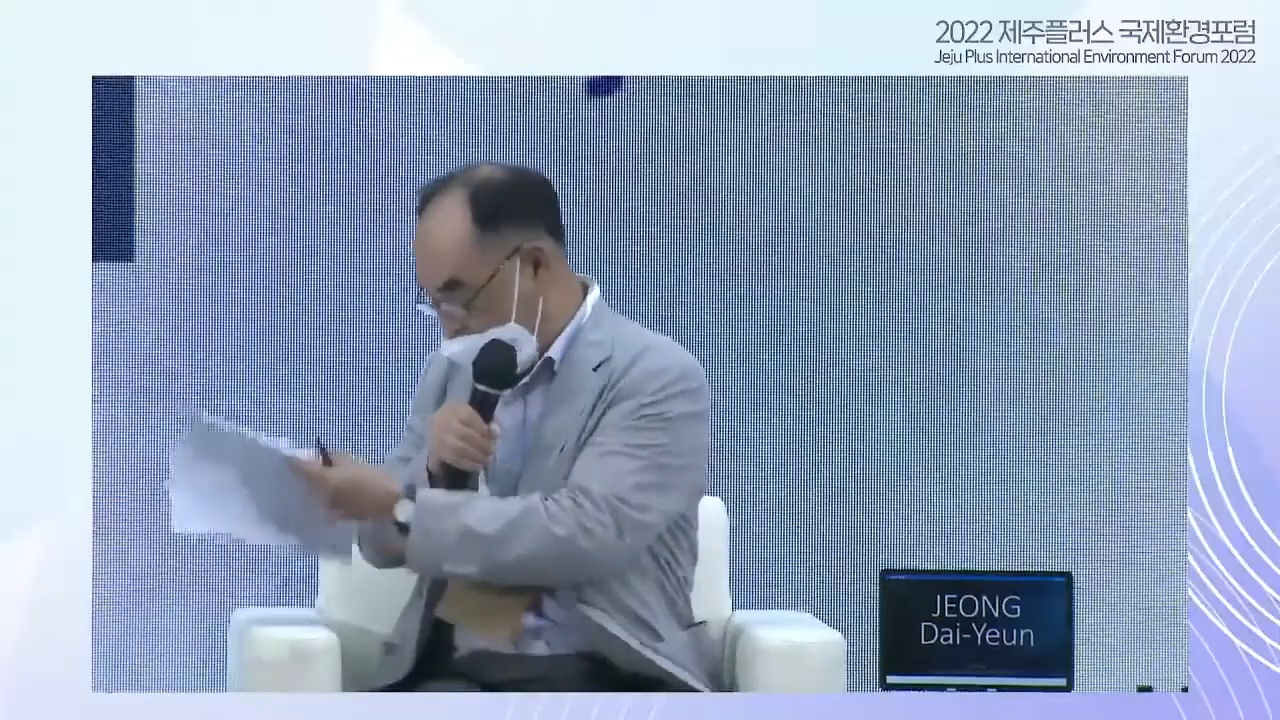 2022 제주플러스 국제환경포럼
Jeju Plus International Environment Forum 2022
JEONG
Dai-Yeun